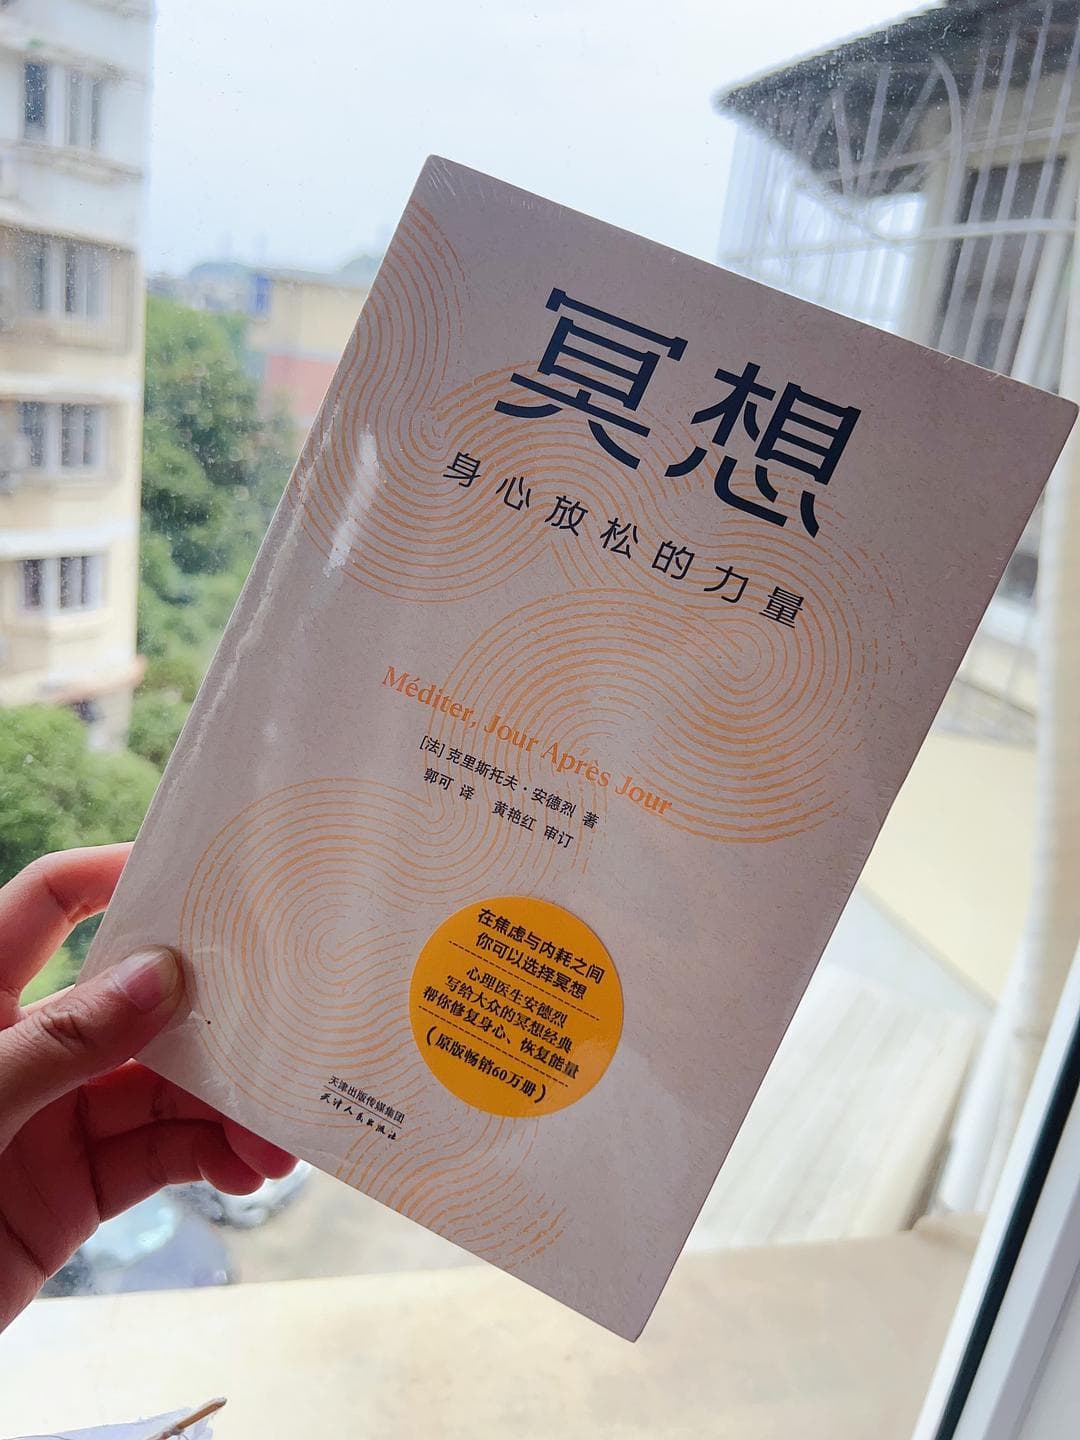 冥想
身心放松的力量
Méditer, Jour Après Jour
[法]克里斯托夫·安德烈 著
郭可 译 黄艳红 审订
在焦虑与内耗之间
你可以选择冥想
心理医生安德烈
写给大众的冥想经典
帮你修复身心、恢复能量
(原版畅销60万册)
天津出版传媒集团
天津人民出版社